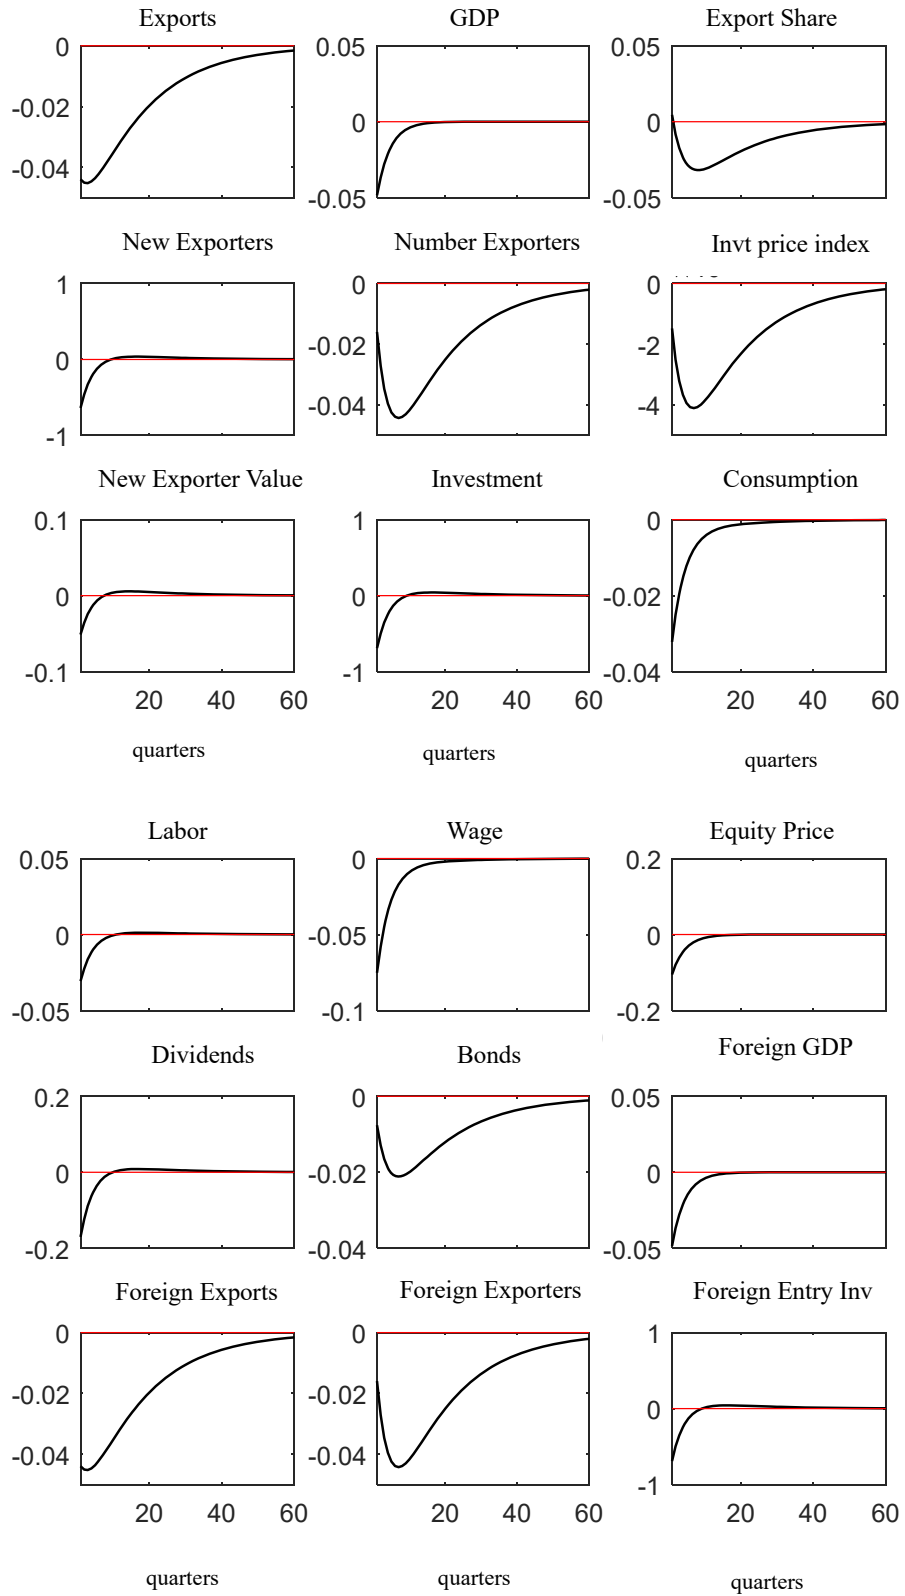 Exports GDP Export Share
0 0.05 0.05
-0.02 0 0
-0.04 -0.05 -0.05
New Exporters Number Exporters Invt price index
1 0 0
0 -0.02 -2
-1 -0.04 -4
New Exporter Value Investment Consumption
0.1 1 0
0 0 -0.02
-0.1 -1 -0.04
20 40 60 20 40 60 20 40 60
quarters quarters quarters
Labor Wage Equity Price
0.05 0 0.2
0 -0.05 0
-0.05 -0.1 -0.2
Dividends Bonds Foreign GDP
0.2 0 0.05
0 -0.02 0
-0.2 -0.04 -0.05
Foreign Exports Foreign Exporters Foreign Entry Inv
0 0 1
-0.02 -0.02 0
-0.04 -0.04 -1
20 40 60 20 40 60 20 40 60
quarters quarters quarters